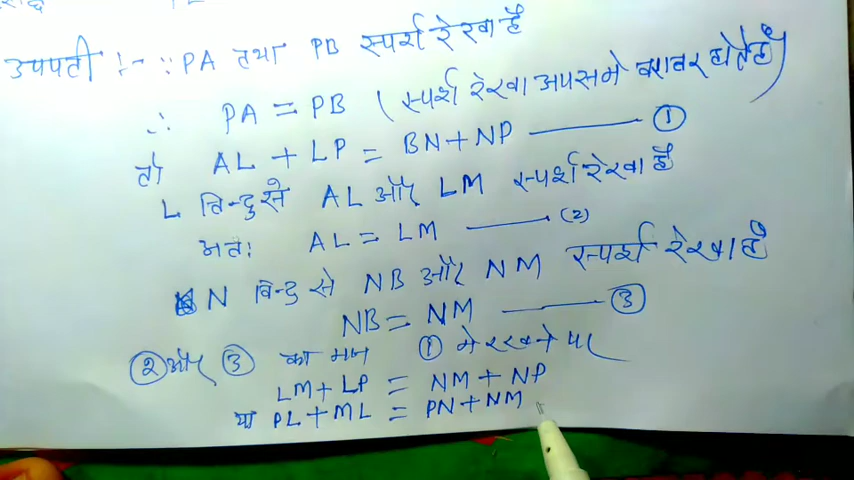 उपपती :- ∵ PA तथा PB स्पर्श रेखा है
∴ PA = PB ( स्पर्श रेखा अपस मे बराबर होते है )
तो AL + LP = BN + NP ——— ①
L बिन्दु से AL और LM स्पर्श रेखा है
अतः AL = LM ——— (2)
N बिन्दु से NB और NM स्पर्श रेखा है
NB = NM ——— ③
② और ③ का मान ① मे रखने पर
LM + LP = NM + NP
या PL + ML = PN + NM